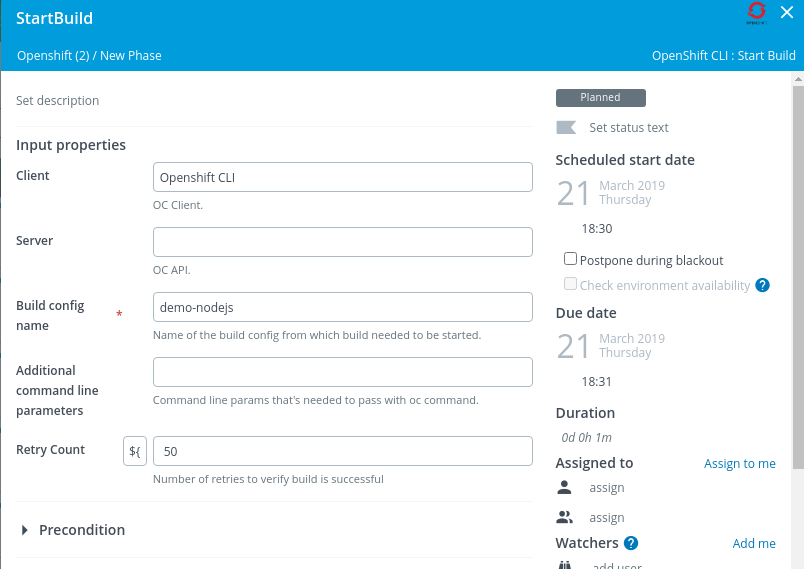 StartBuild
Openshift (2) / New Phase
OpenShift CLI : Start Build
Set description
Input properties
Client
Openshift CLI
OC Client.
Server
OC API.
Build config
name
*
demo-nodejs
Name of the build config from which build needed to be started.
Additional
command line
parameters
Command line params that's needed to pass with oc command.
Retry Count
${
50
Number of retries to verify build is successful
Precondition
Planned
Set status text
Scheduled start date
21
March 2019
Thursday
18:30
Postpone during blackout
Check environment availability ?
Due date
21
March 2019
Thursday
18:31
Duration
0d 0h 1m
Assigned to
Assign to me
assign
assign
Watchers ?
Add me
add user